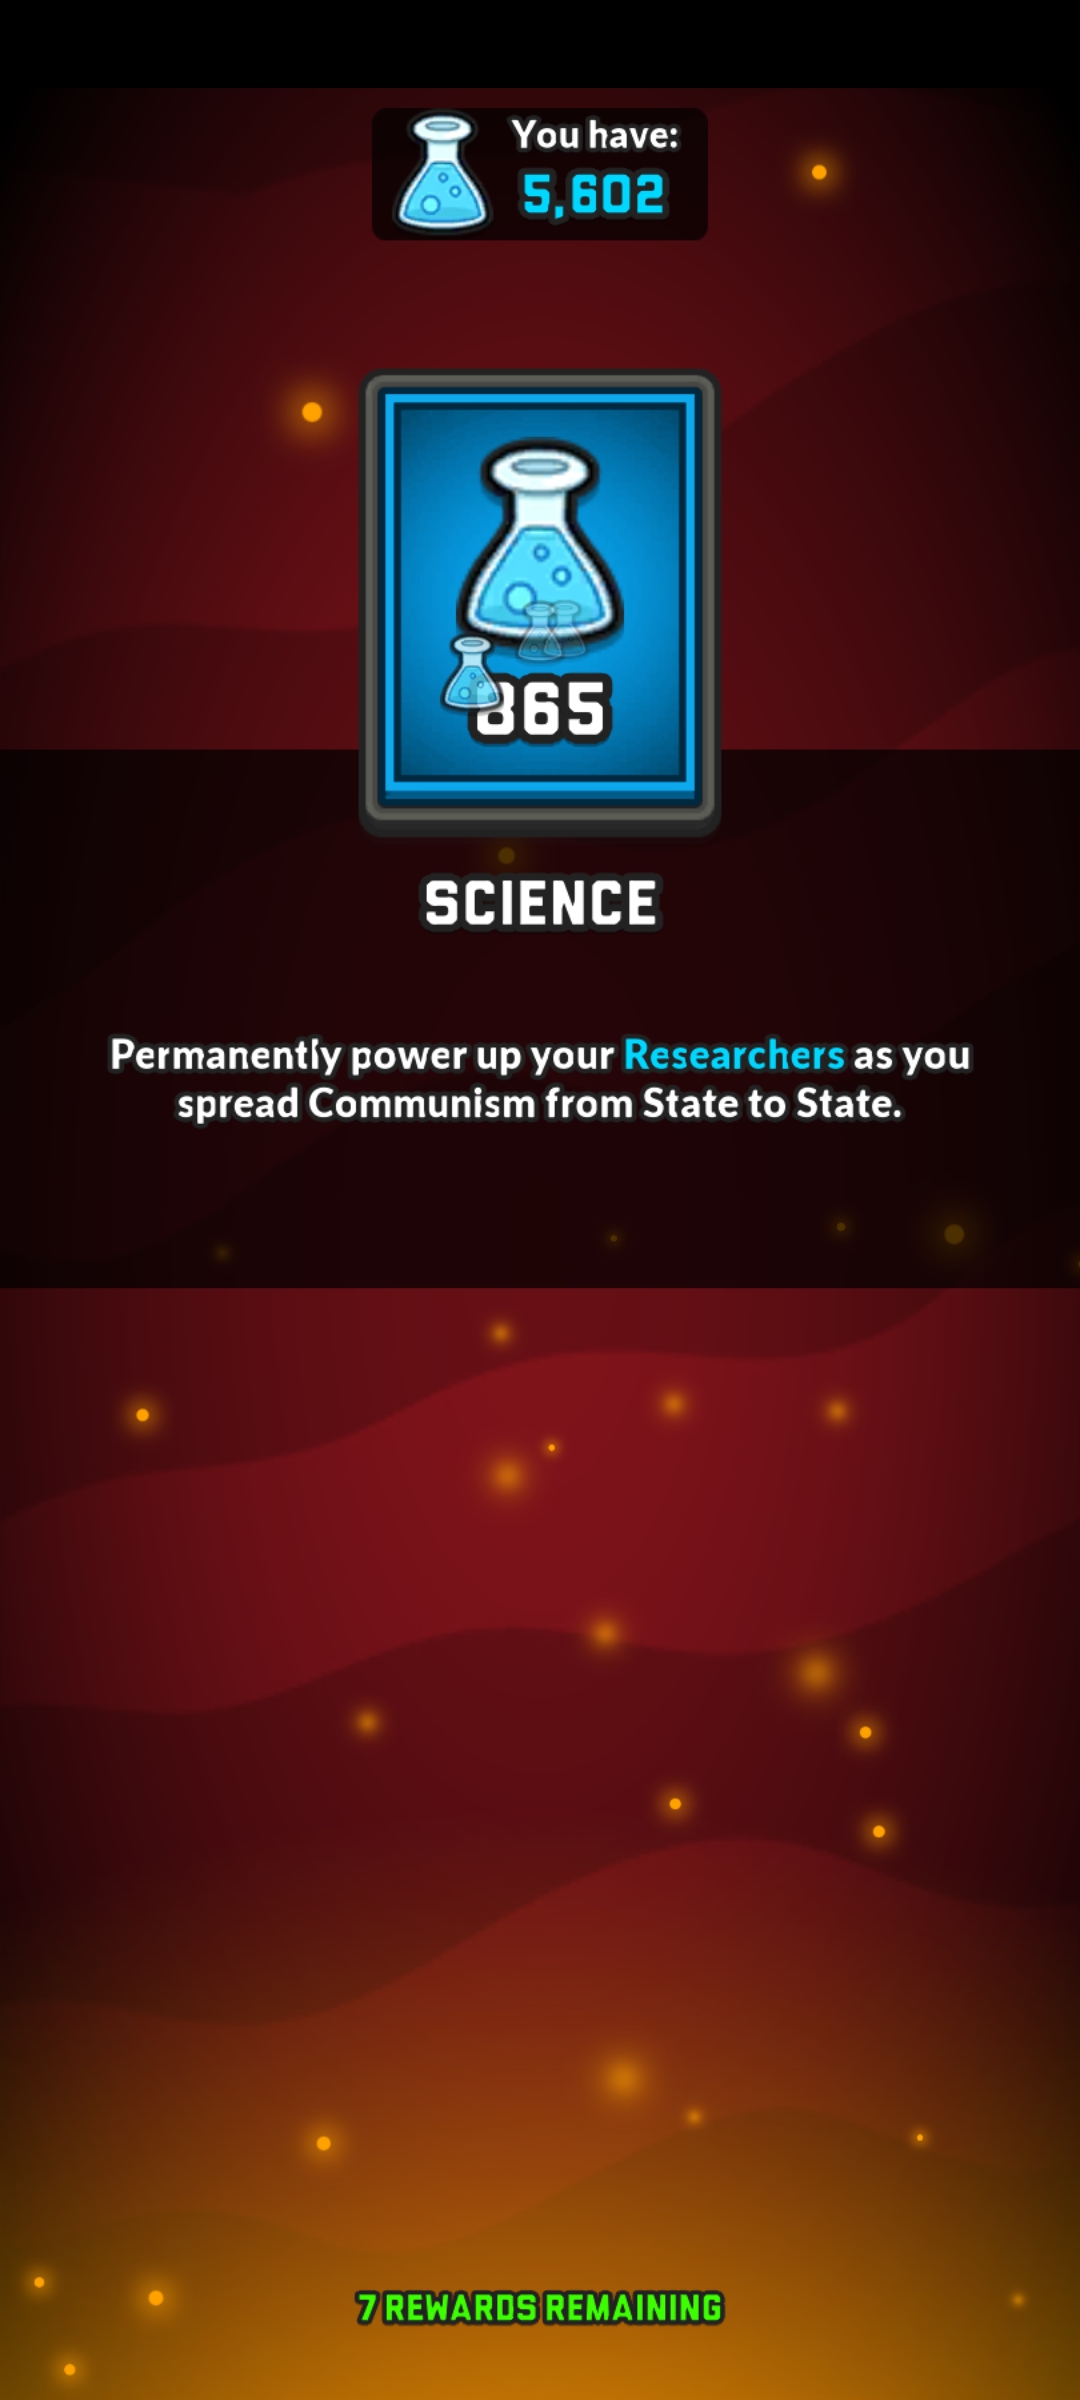 You have:
5,602
865
SCIENCE
Permanently power up your Researchers as you
spread Communism from State to State.
7 REWARDS REMAINING